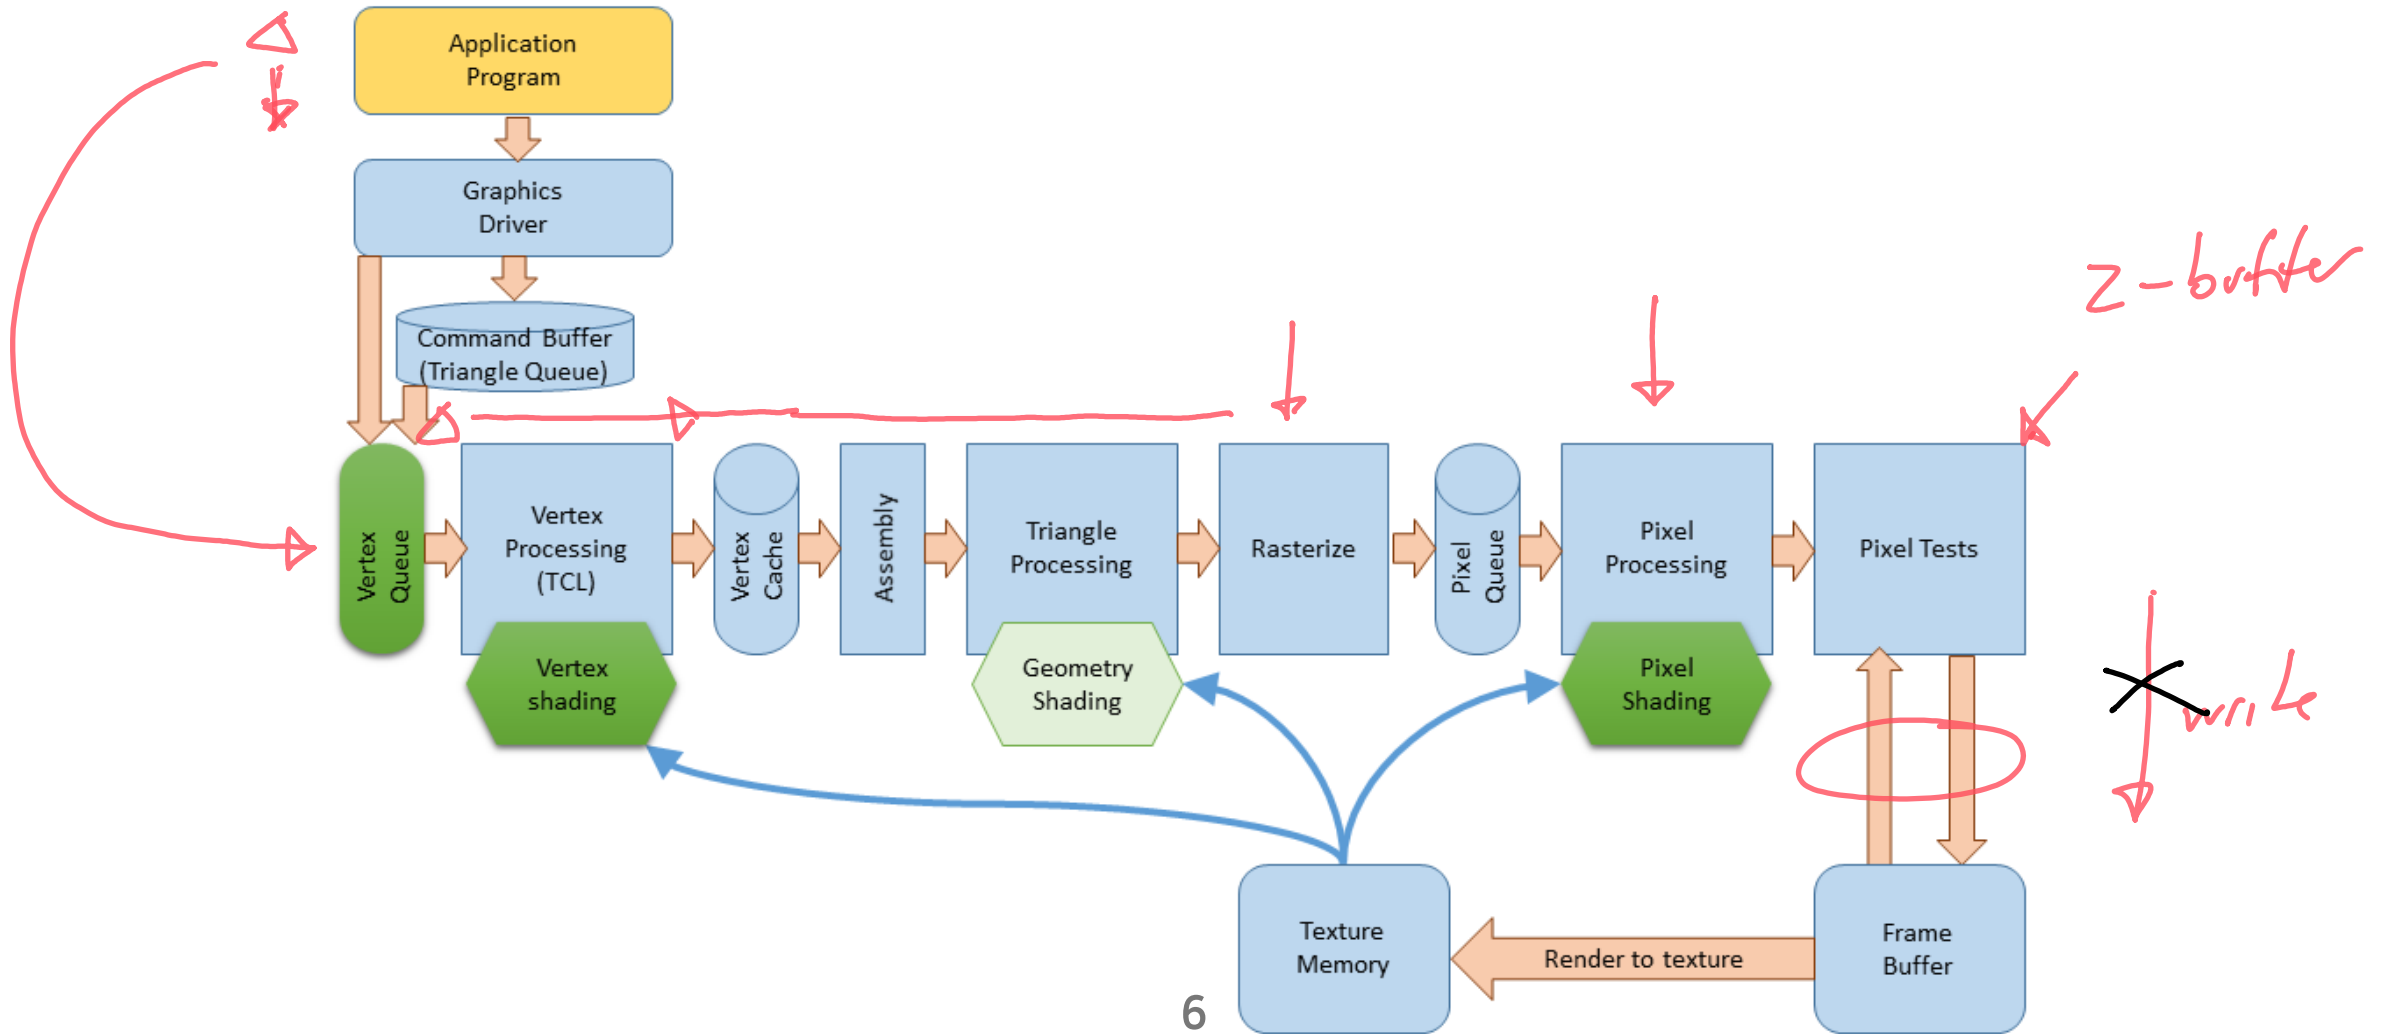 Application
Program
Graphics
Driver
Command Buffer
(Triangle Queue)
z-buffer
Vertex
Queue
Vertex
Processing
(TCL)
Vertex
Cache
Assembly
Triangle
Processing
Rasterize
Pixel
Queue
Pixel
Processing
Pixel Tests
Vertex
shading
Geometry
Shading
Pixel
Shading
write
Texture
Memory
Render to texture
Frame
Buffer
6